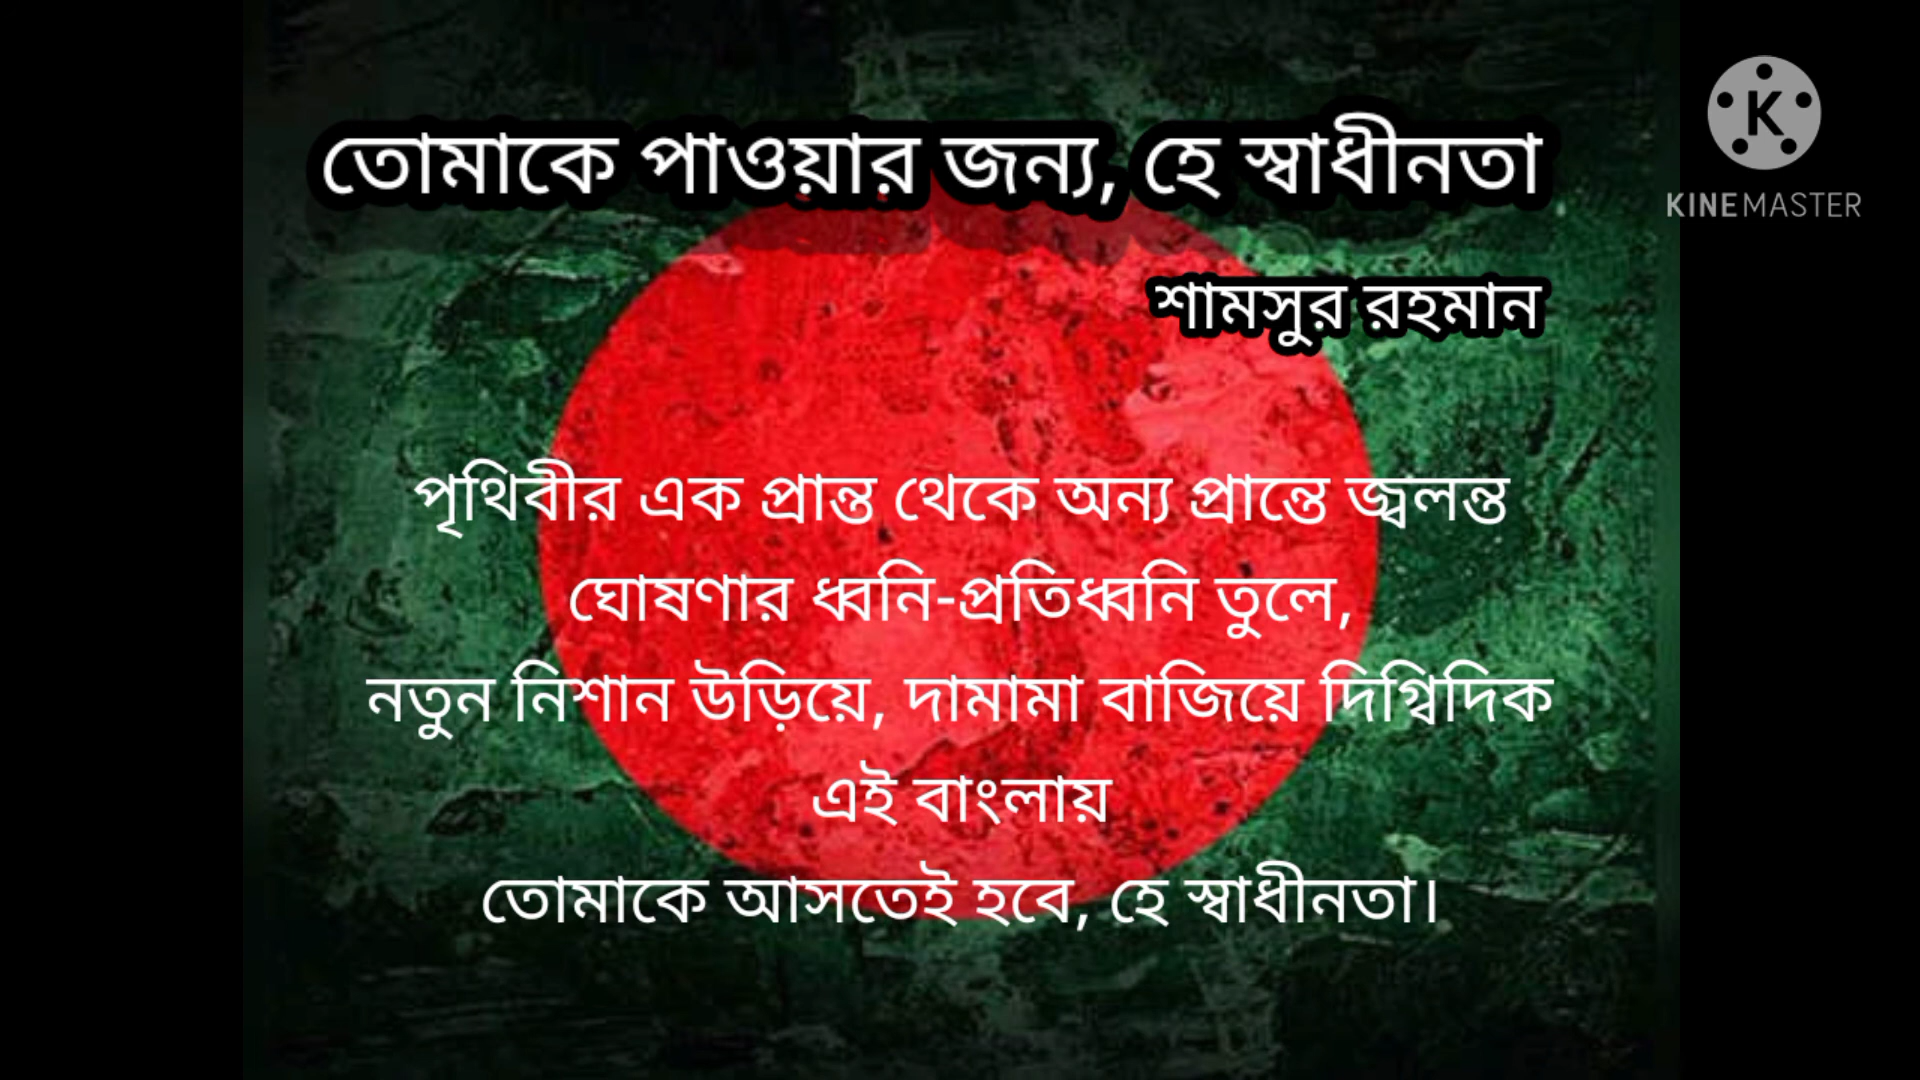 তোমাকে পাওয়ার জন্য, হে স্বাধীনতা
শামসুর রহমান
পৃথিবীর এক প্রান্ত থেকে অন্য প্রান্তে জ্বলন্ত
ঘোষণার ধ্বনি-প্রতিধ্বনি তুলে,
নতুন নিশান উড়িয়ে, দামামা বাজিয়ে দিগ্বিদিক
এই বাংলায়
তোমাকে আসতেই হবে, হে স্বাধীনতা।
K
KINEMASTER